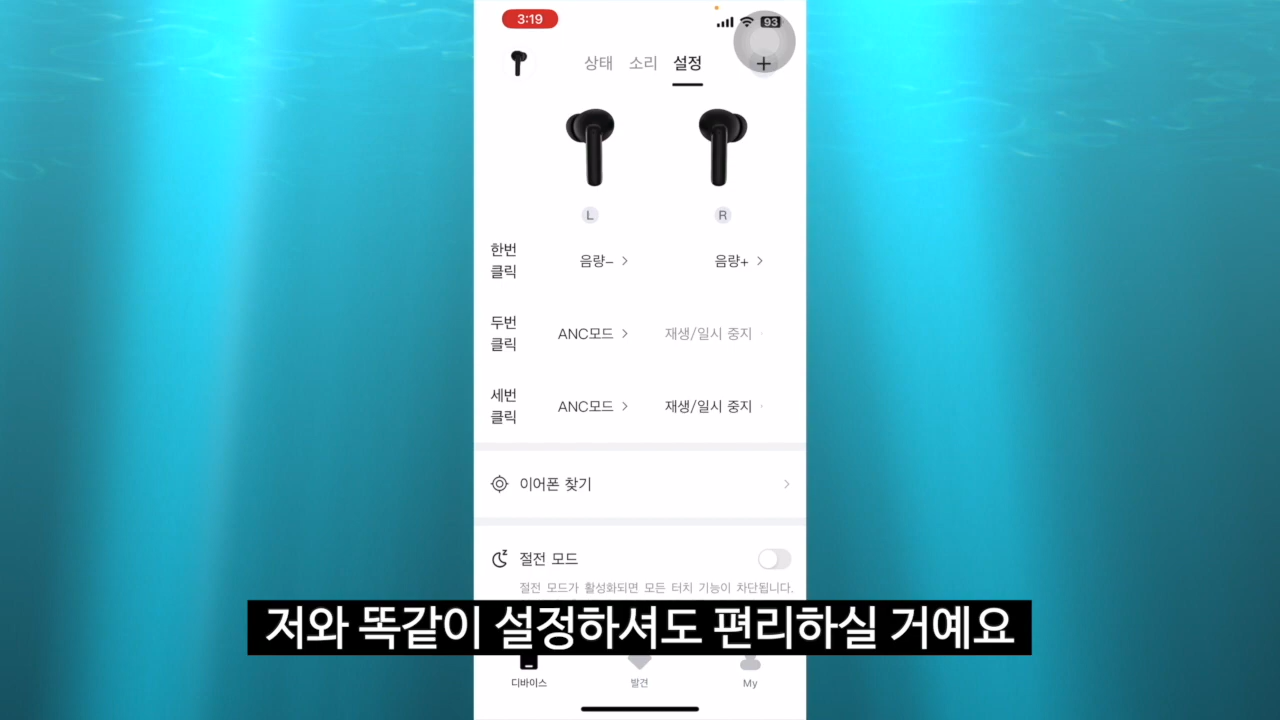 3:19
93
상태 소리 설정
L R
한번
클릭
음량– 음량+
두번
클릭
ANC모드 재생/일시 중지
세번
클릭
ANC모드 재생/일시 중지
이어폰 찾기
절전 모드
절전 모드가 활성화되면 모든 터치 기능이 차단됩니다.
저와 똑같이 설정하셔도 편리하실 거예요
디바이스 발견 My